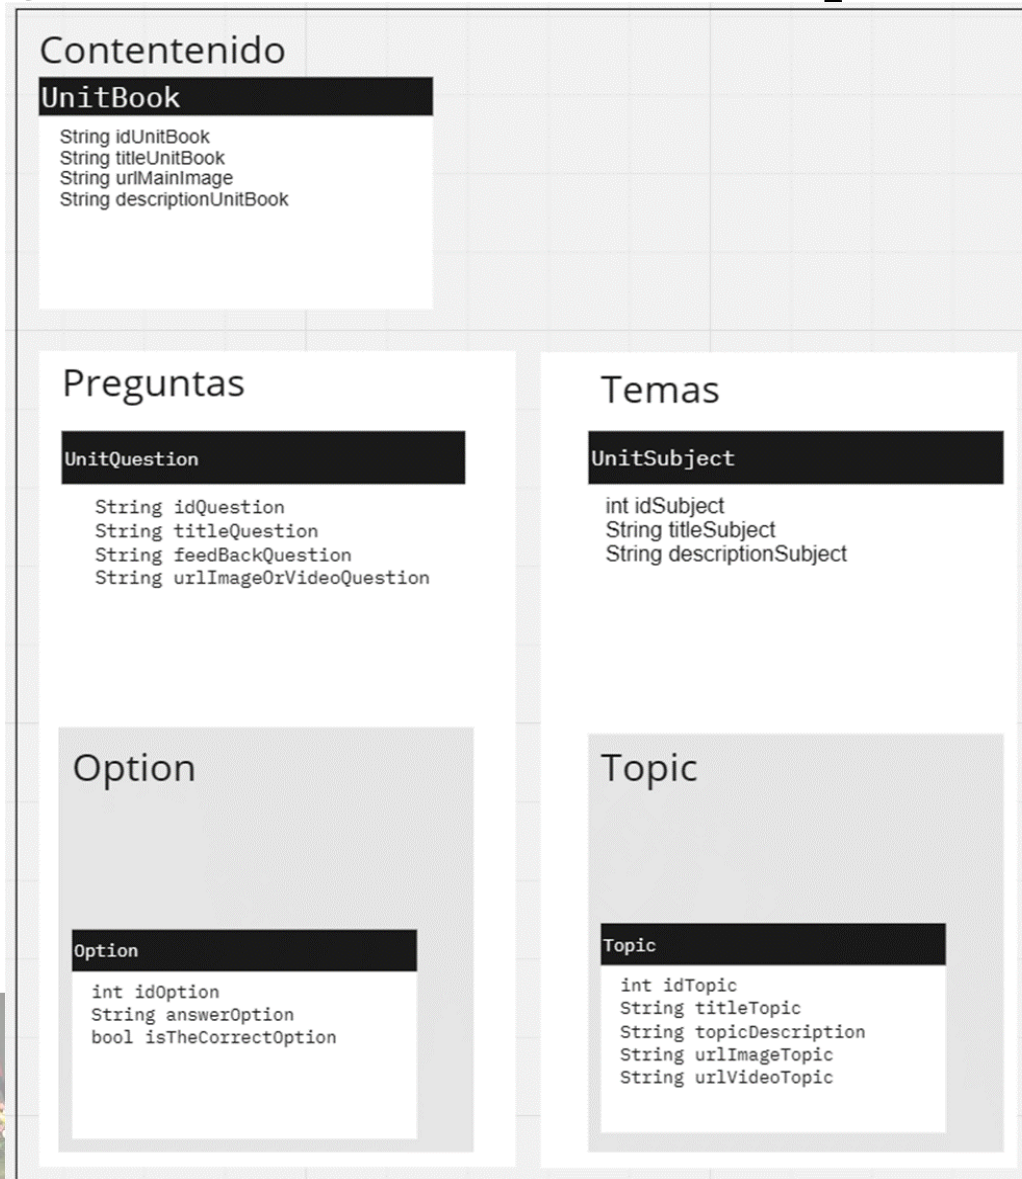 Contentenido
UnitBook
String idUnitBook
String titleUnitBook
String urlMainImage
String descriptionUnitBook
Preguntas
UnitQuestion
String idQuestion
String titleQuestion
String feedBackQuestion
String urlImageOrVideoQuestion
Option
Option
int idOption
String answerOption
bool isTheCorrectOption
Temas
UnitSubject
int idSubject
String titleSubject
String descriptionSubject
Topic
Topic
int idTopic
String titleTopic
String topicDescription
String urlImageTopic
String urlVideoTopic